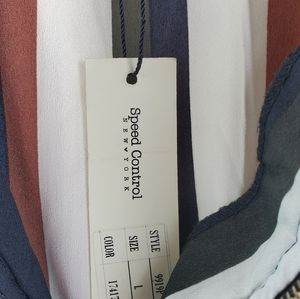 Speed Control
NEW♥YORK
STYLE
SIZE L
COLOR